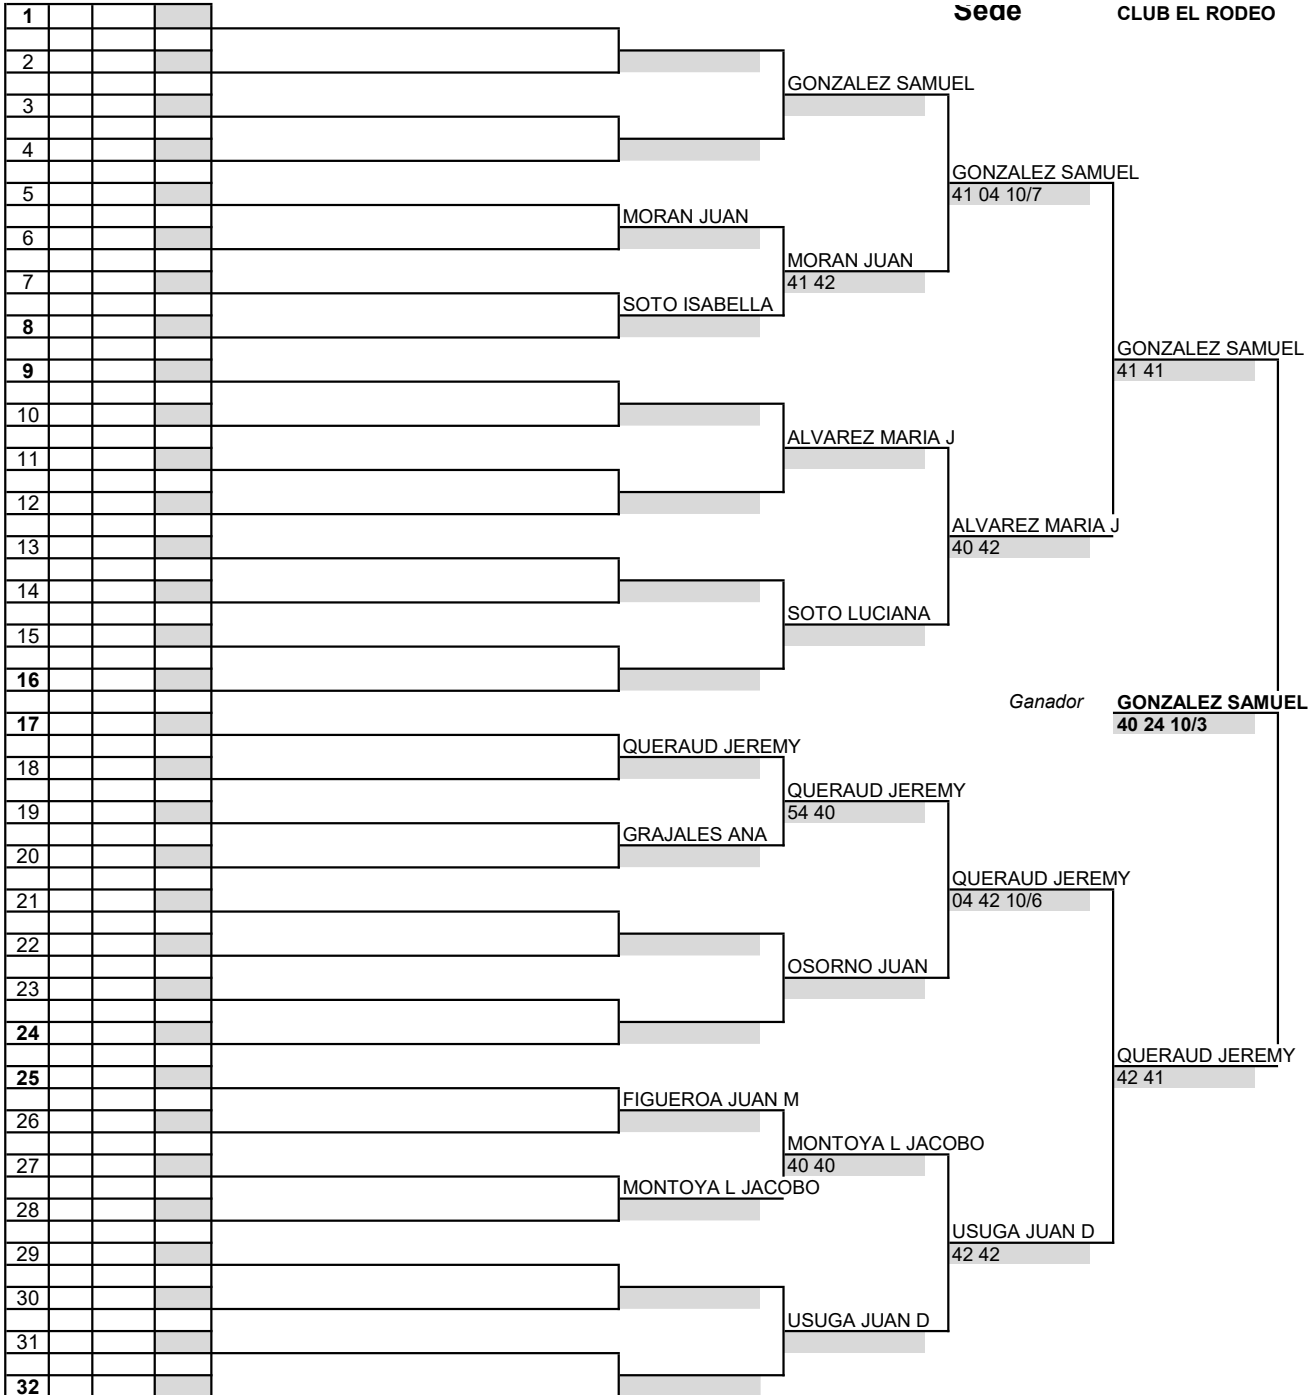 1
Sede CLUB EL RODEO
2
GONZALEZ SAMUEL
3
4
GONZALEZ SAMUEL
5
41 04 10/7
MORAN JUAN
6
MORAN JUAN
7
41 42
SOTO ISABELLA
8
GONZALEZ SAMUEL
9
41 41
10
ALVAREZ MARIA J
11
12
ALVAREZ MARIA J
13
40 42
14
SOTO LUCIANA
15
16
Ganador GONZALEZ SAMUEL
17
40 24 10/3
QUERAUD JEREMY
18
QUERAUD JEREMY
19
54 40
GRAJALES ANA
20
QUERAUD JEREMY
21
04 42 10/6
22
OSORNO JUAN
23
24
QUERAUD JEREMY
25
42 41
FIGUEROA JUAN M
26
MONTOYA L JACOBO
27
40 40
MONTOYA L JACOBO
28
USUGA JUAN D
29
42 42
30
USUGA JUAN D
31
32